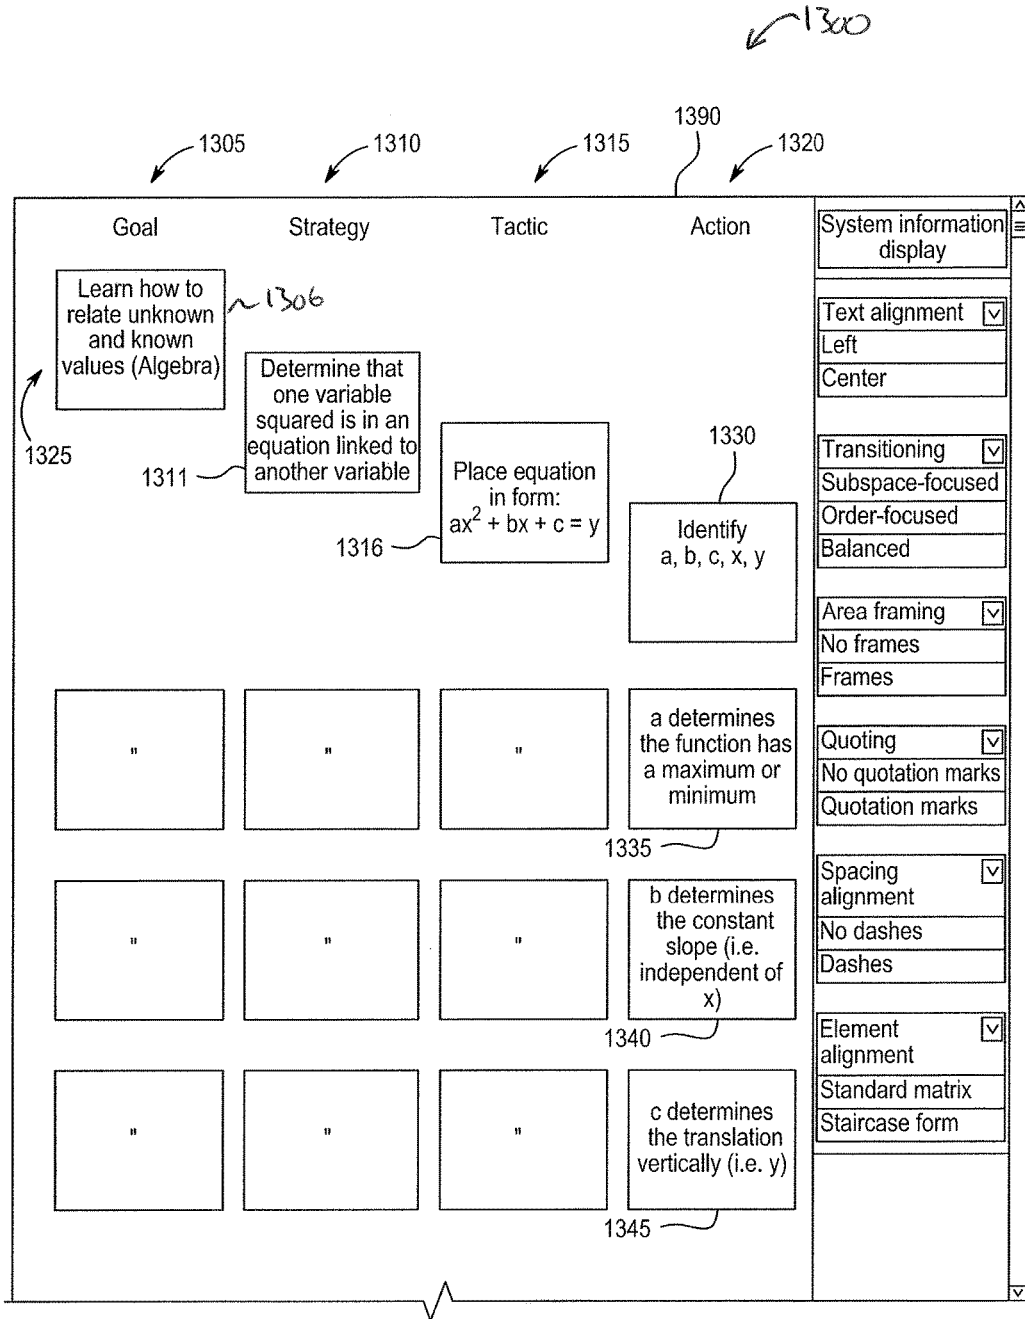 1300
1390
1305
1310
1315
1320
Goal
Strategy
Tactic
Action
Learn how to
relate unknown
and known
values (Algebra)
1306
1325
Determine that
one variable
squared is in an
equation linked to
another variable
1311
Place equation
in form:
ax² + bx + c = y
1316
1330
Identify
a, b, c, x, y
"
"
"
a determines
the function has
a maximum or
minimum
1335
"
"
"
b determines
the constant
slope (i.e.
independent of
x)
1340
"
"
"
c determines
the translation
vertically (i.e. y)
1345
System information
display
Text alignment
Left
Center
Transitioning
Subspace-focused
Order-focused
Balanced
Area framing
No frames
Frames
Quoting
No quotation marks
Quotation marks
Spacing
alignment
No dashes
Dashes
Element
alignment
Standard matrix
Staircase form